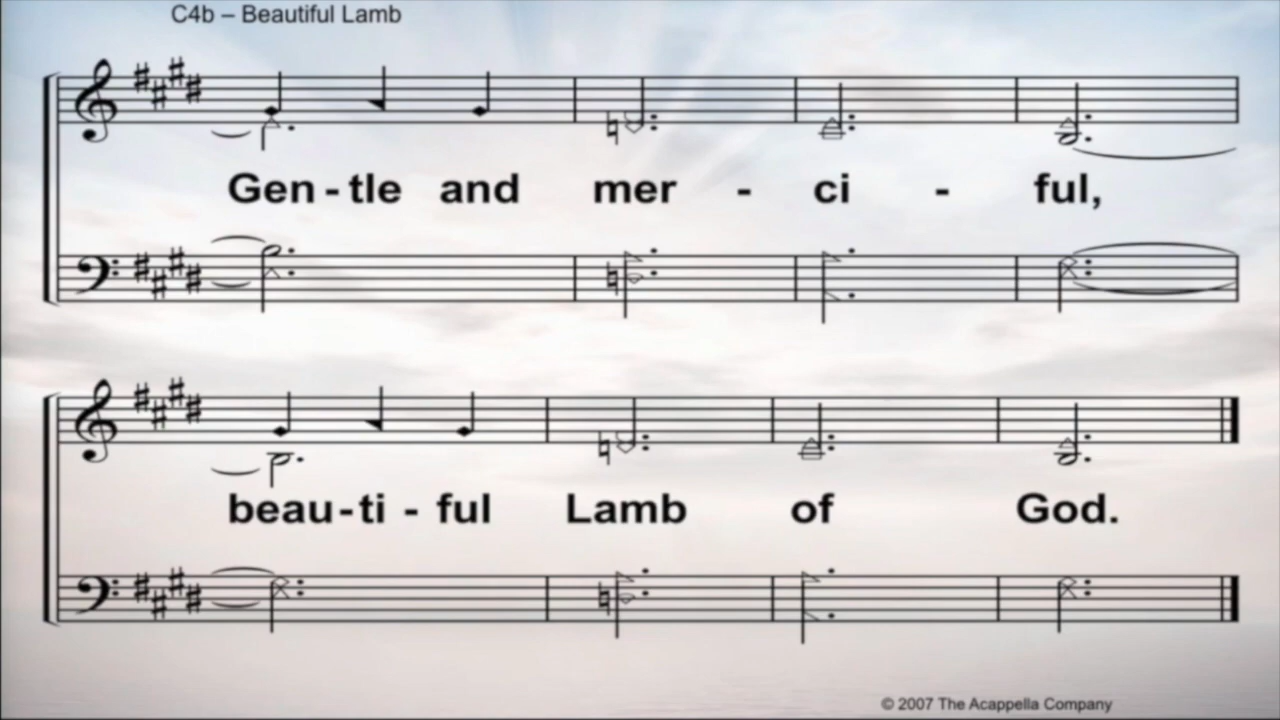 C4b – Beautiful Lamb
Gen - tle and mer - ci - ful,
beau - ti - ful Lamb of God.
© 2007 The Acappella Company